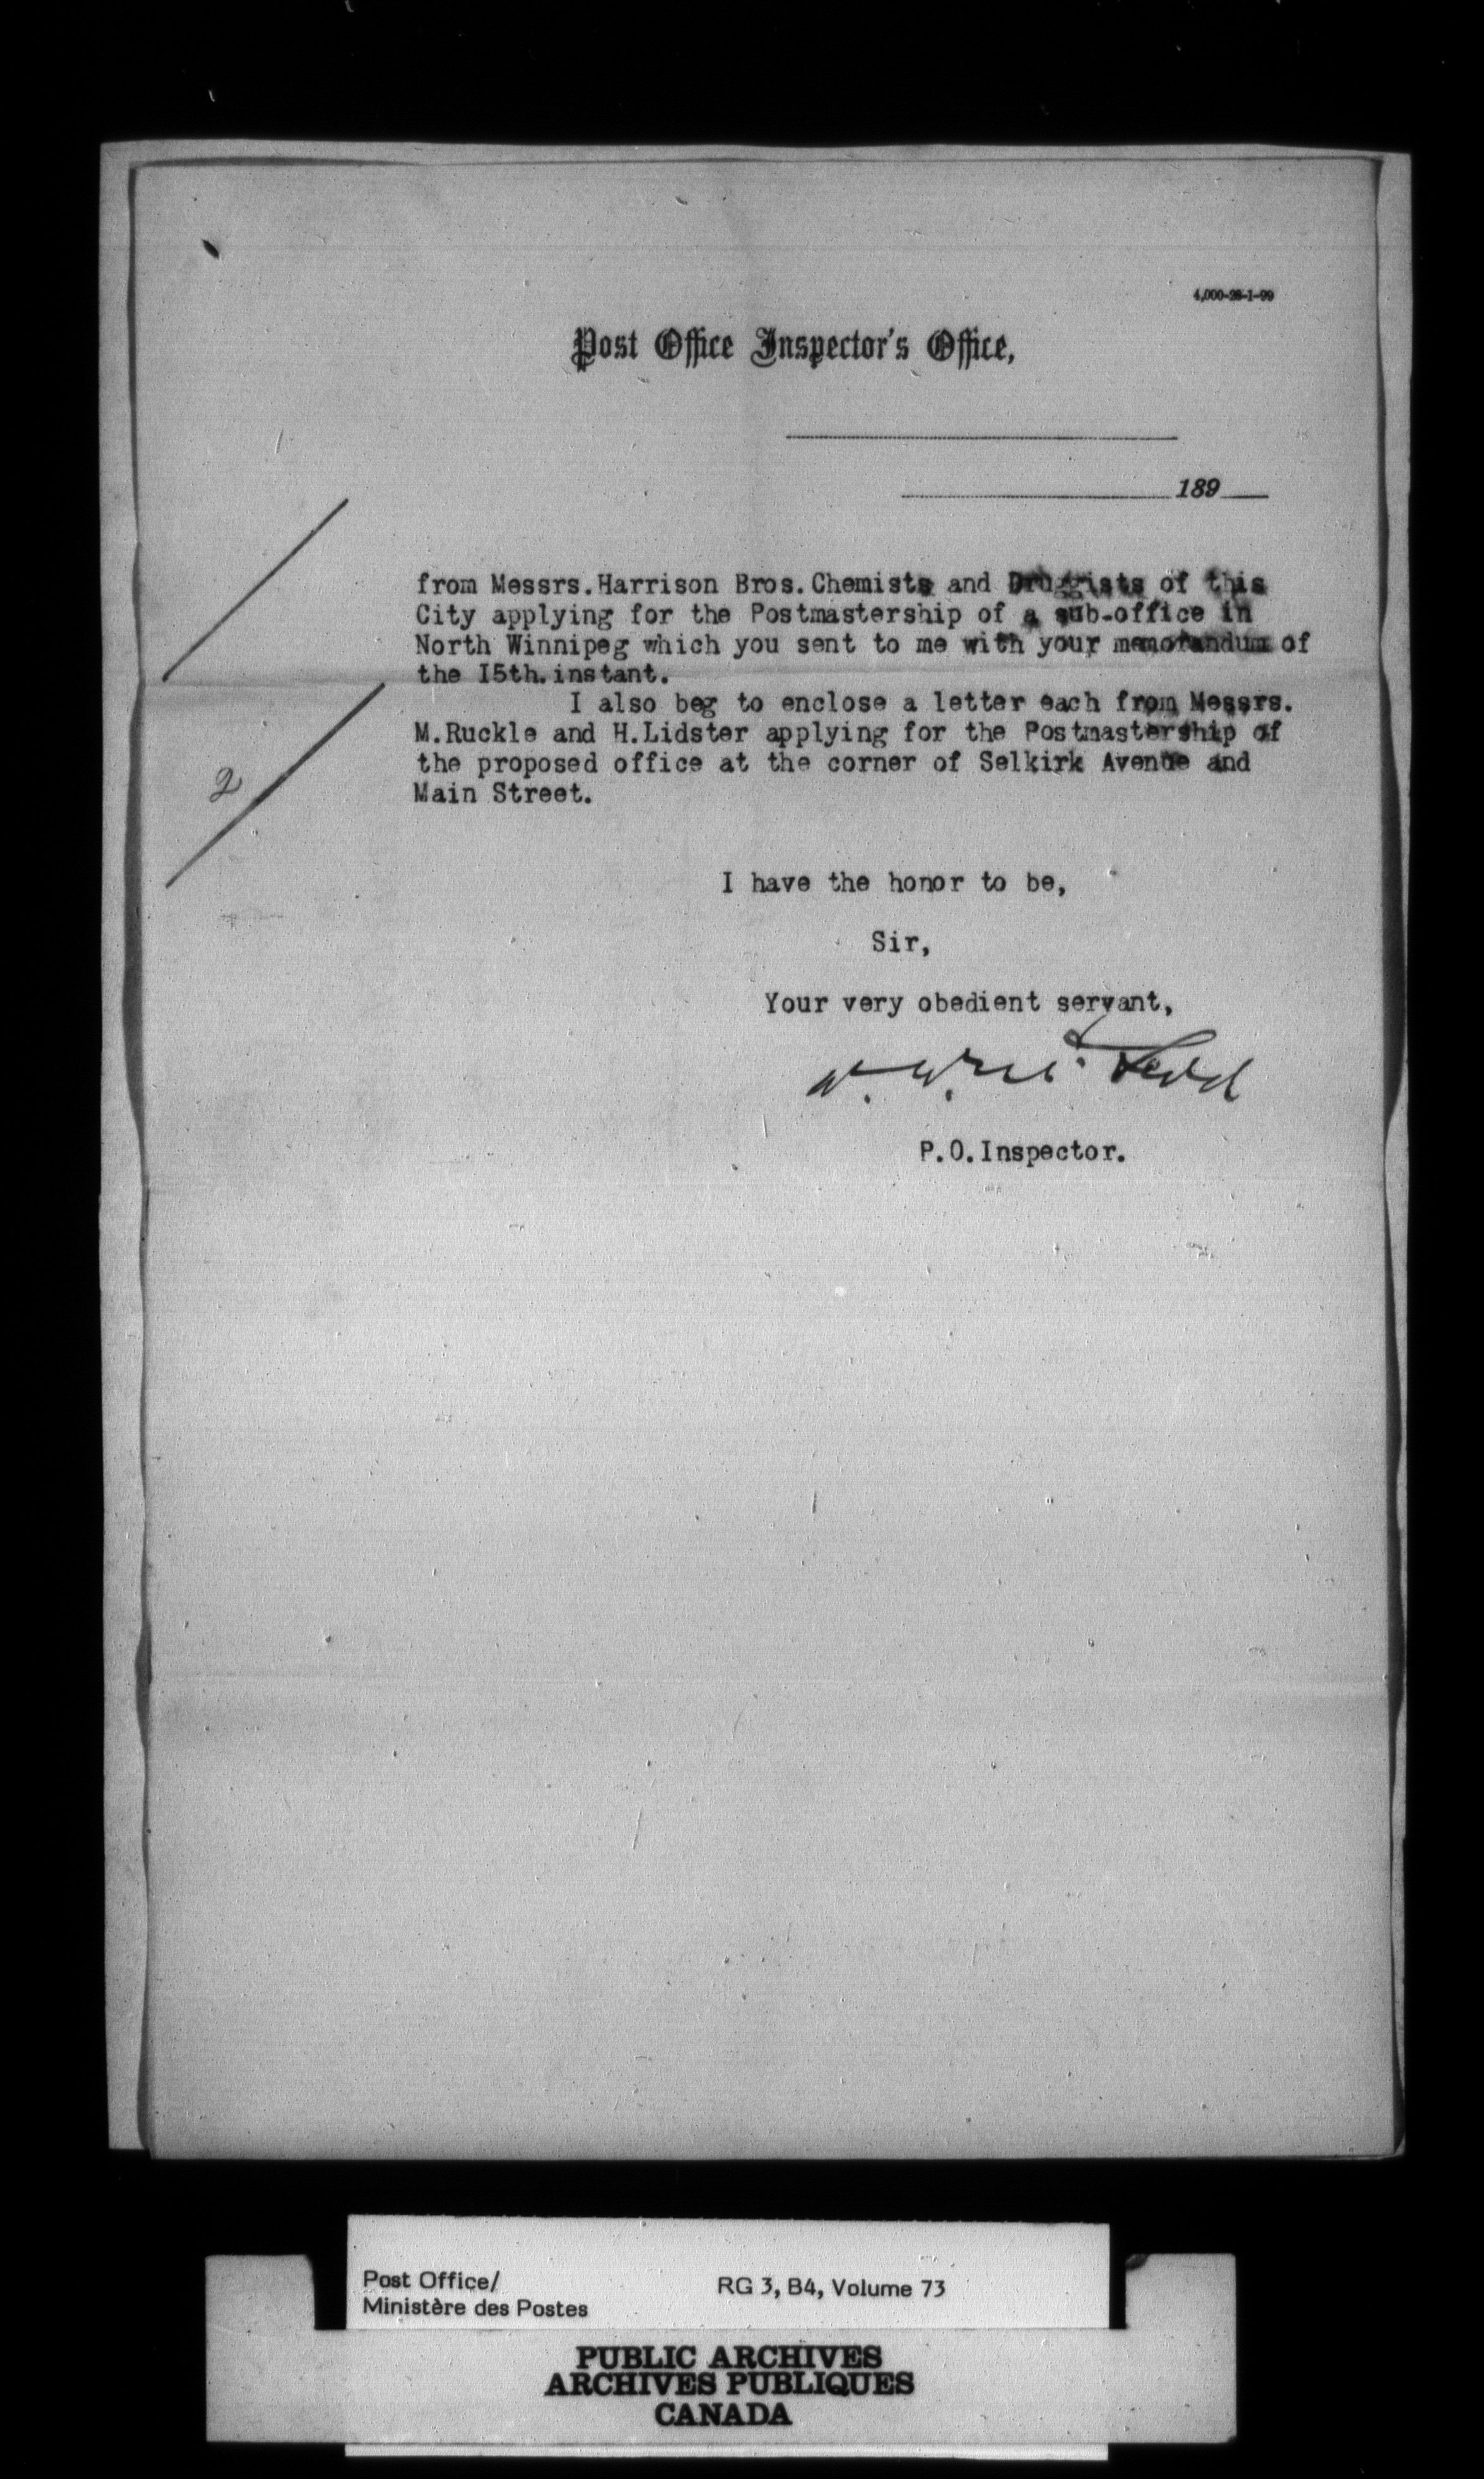 4,000-26-1-99
Post Office Inspector's Office,
189
from Messrs.Harrison Bros.Chemists and Druggists of this
City applying for the Postmastership of a sub-office in
North Winnipeg which you sent to me with your memorandum of
the I5th.instant.
I also beg to enclose a letter each from Messrs.
M.Ruckle and H.Lidster applying for the Postmastership of
the proposed office at the corner of Selkirk Avenue and
Main Street.
2
I have the honor to be,
Sir,
Your very obedient servant,
P.O.Inspector.
Post Office/
Ministère des Postes
RG 3, B4, Volume 73
PUBLIC ARCHIVES
ARCHIVES PUBLIQUES
CANADA